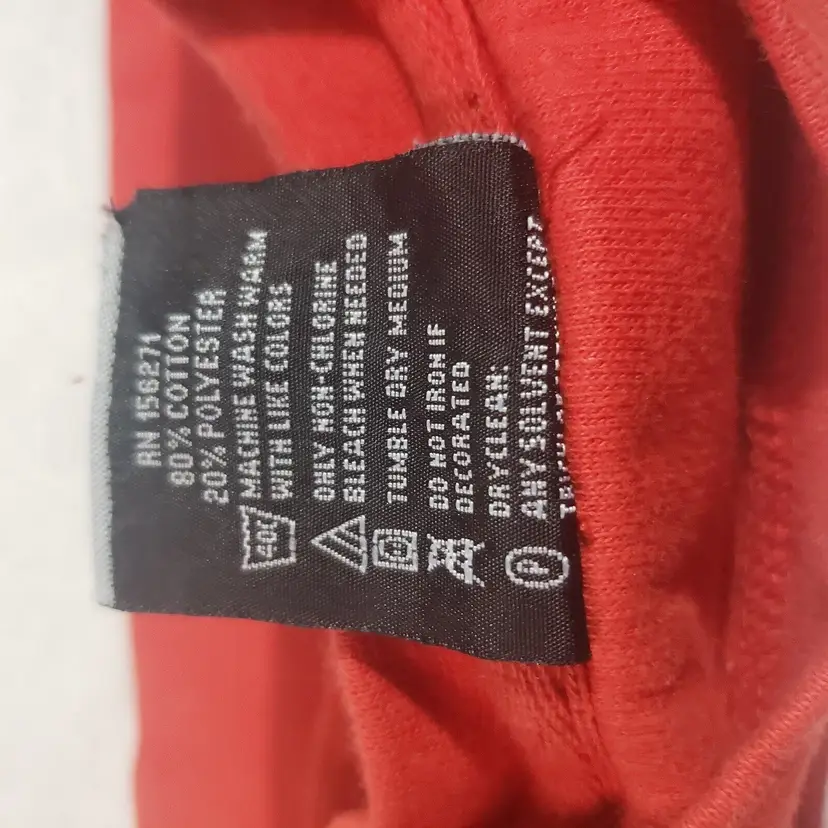 RN 156271
80% COTTON
20% POLYESTER
MACHINE WASH WARM
WITH LIKE COLORS
ONLY NON-CHLORINE
BLEACH WHEN NEEDED
TUMBLE DRY MEDIUM
DO NOT IRON IF
DECORATED
DRYCLEAN:
ANY SOLVENT EXCEPT
40C
P